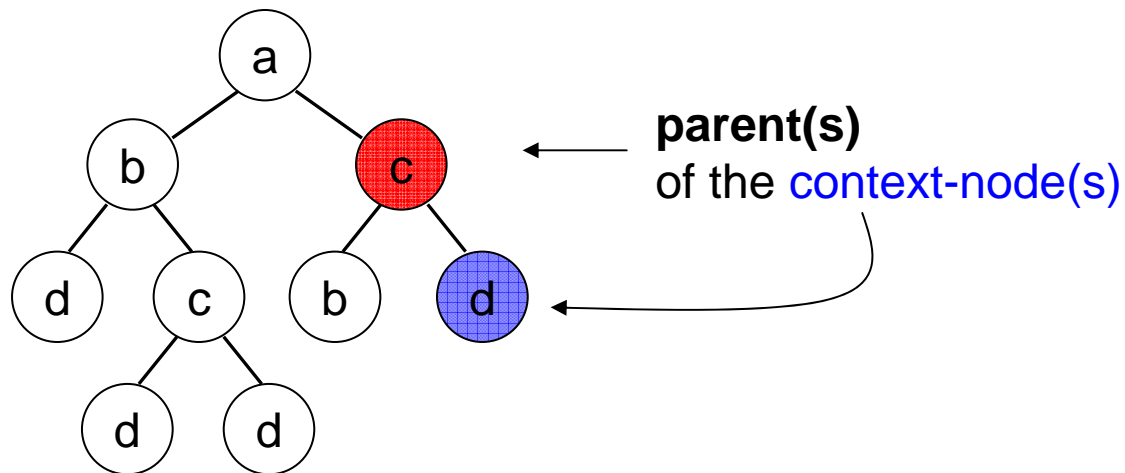 a
parent(s)
b c
of the context-node(s)
d c b d
d d